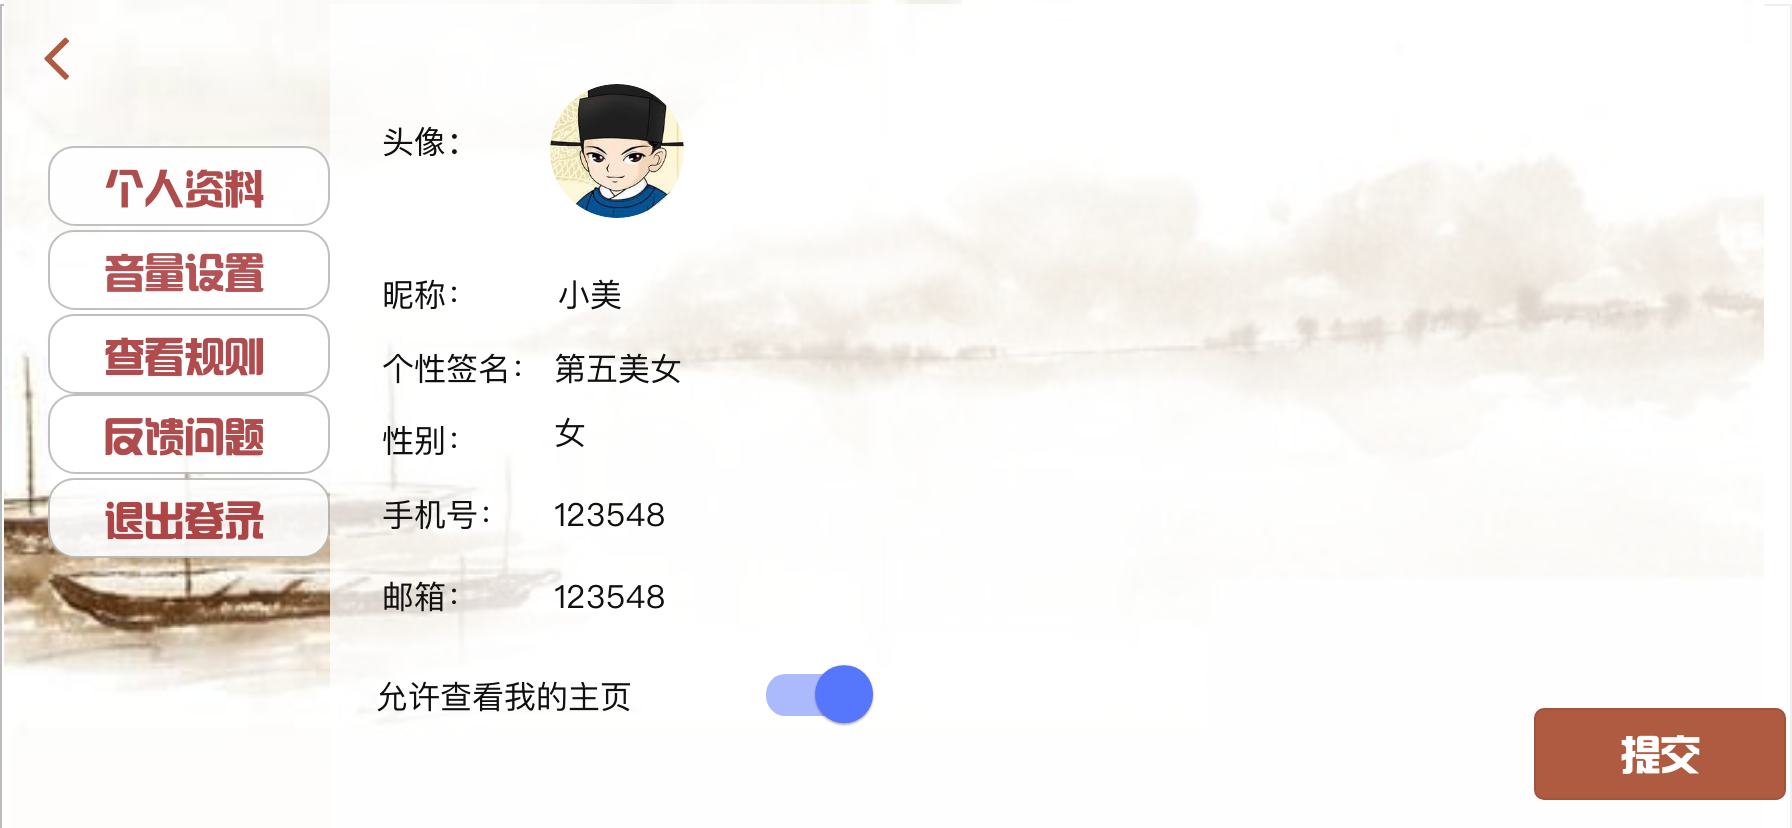 个人资料
音量设置
查看规则
反馈问题
退出登录
头像：
昵称： 小美
个性签名： 第五美女
性别： 女
手机号： 123548
邮箱： 123548
允许查看我的主页
提交